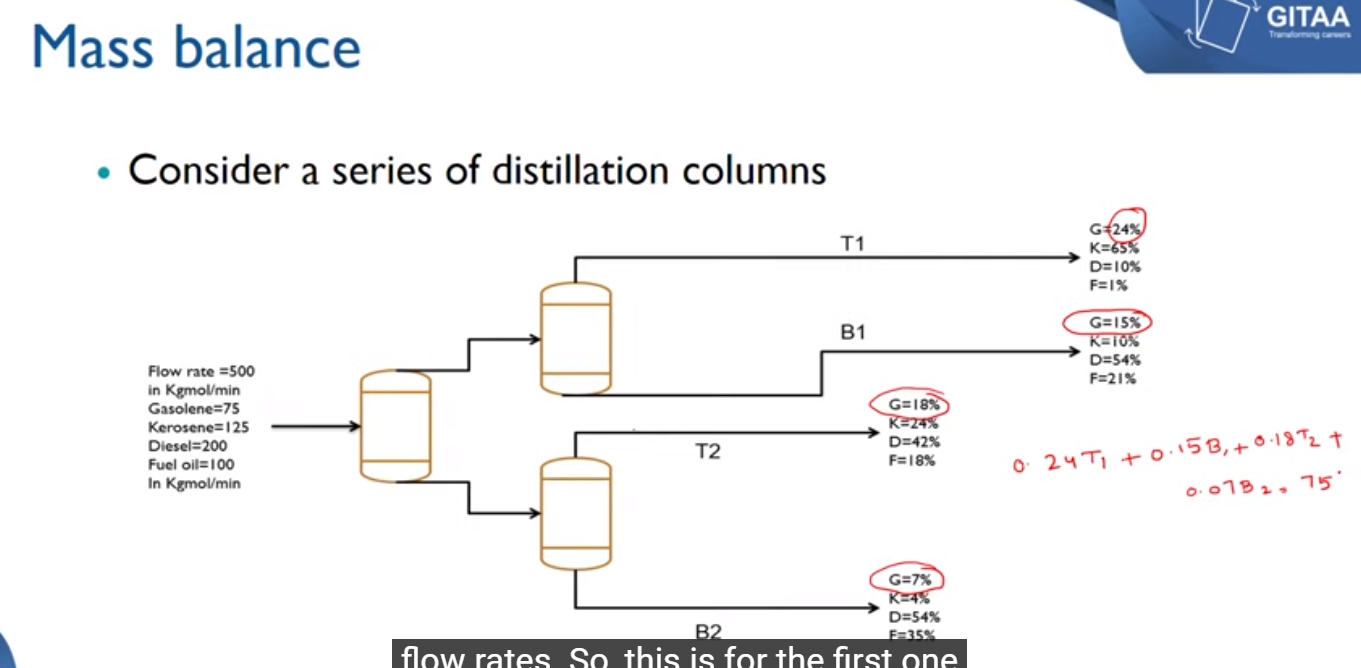 Mass balance
GITAA
Transforming careers
• Consider a series of distillation columns
T1
G=24%
K=65%
D=10%
F=1%
B1
G=15%
K=10%
D=54%
F=21%
Flow rate =500
in Kgmol/min
Gasolene=75
Kerosene=125
Diesel=200
Fuel oil=100
In Kgmol/min
T2
G=18%
K=24%
D=42%
F=18%
0.24T1 + 0.15B1 + 0.18T2 +
0.07B2 = 75
B2
G=7%
K=4%
D=54%
F=35%
flow rates. So, this is for the first one